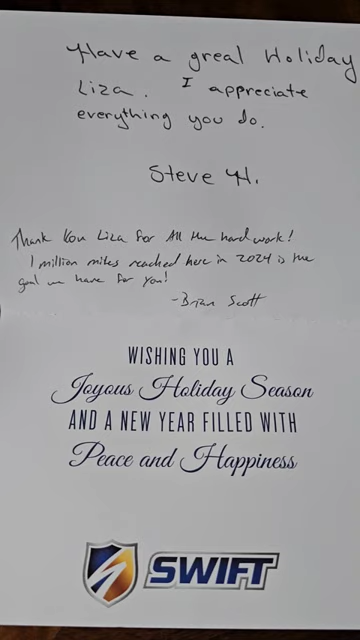 Have a great Holiday
Liza. I appreciate
everything you do.
Steve H.
Thank You Liza for All the hard work!
1 million miles reached here in 2024 is the
goal we have for you!
-Brian Scott
WISHING YOU A
Joyous Holiday Season
AND A NEW YEAR FILLED WITH
Peace and Happiness
SWIFT